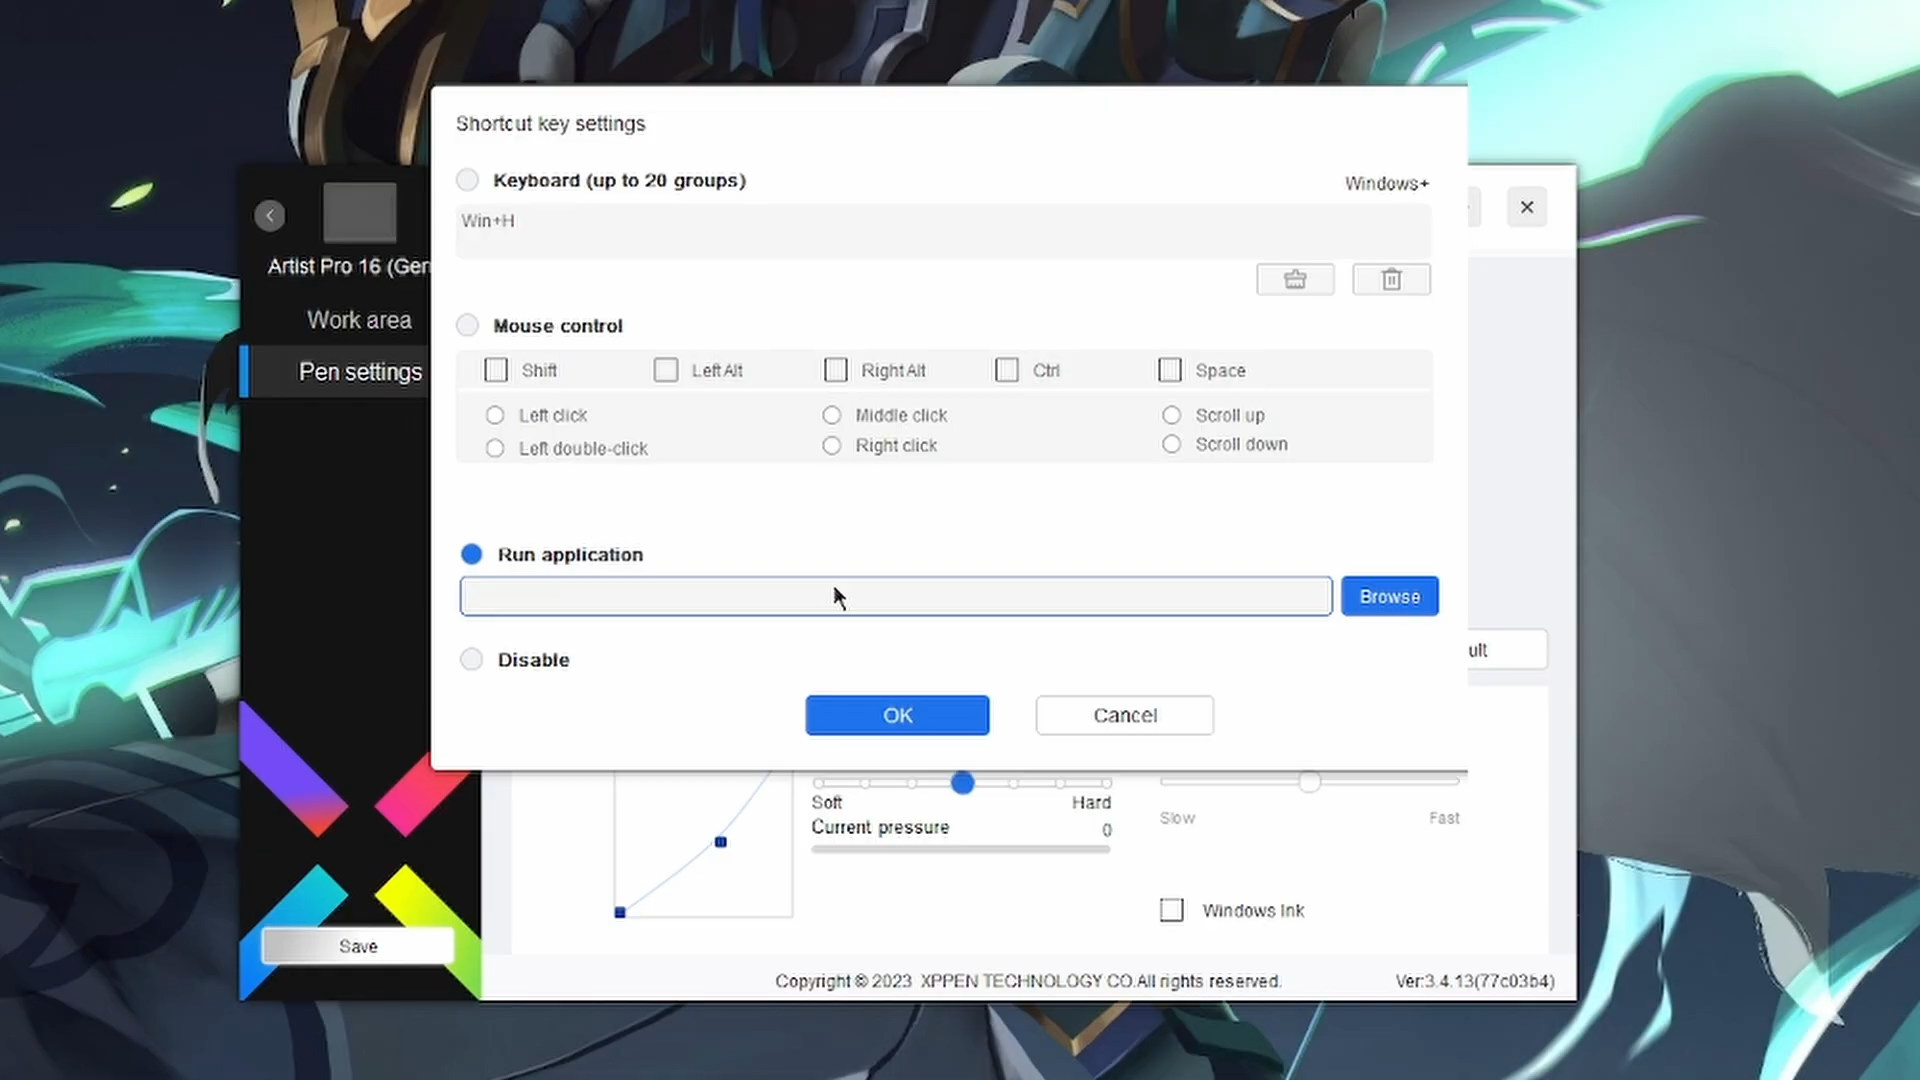 Shortcut key settings
Keyboard (up to 20 groups)
Windows+
Win+H
Artist Pro 16 (Gen
Work area
Pen settings
Mouse control
Shift Left Alt Right Alt Ctrl Space
Left click Middle click Scroll up
Left double-click Right click Scroll down
Run application
Browse
Disable
ult
OK Cancel
Soft Hard
Current pressure 0
Slow Fast
Windows Ink
Save
Copyright © 2023 XPPEN TECHNOLOGY CO.All rights reserved.
Ver:3.4.13(77c03b4)